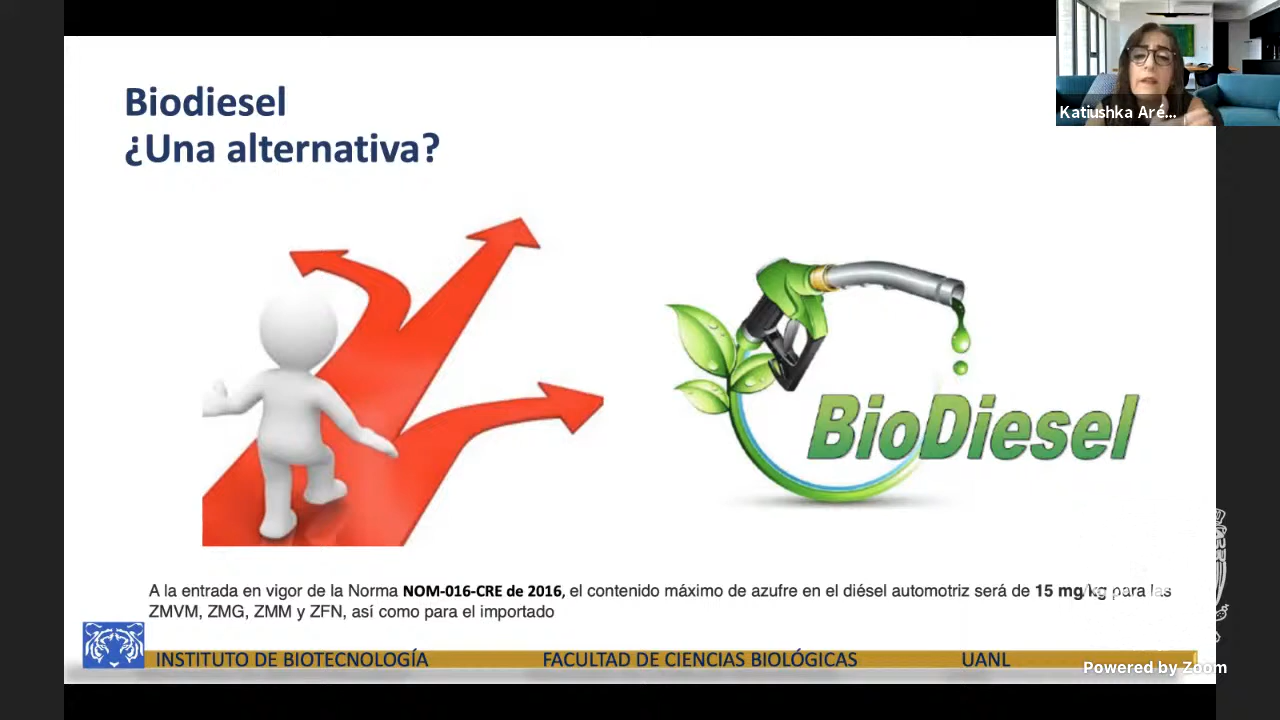 Biodiesel
¿Una alternativa?
Katiushka Aré...
BioDiesel
A la entrada en vigor de la Norma NOM-016-CRE de 2016, el contenido máximo de azufre en el diésel automotriz será de 15 mg/kg para las
ZMVM, ZMG, ZMM y ZFN, así como para el importado
INSTITUTO DE BIOTECNOLOGÍA FACULTAD DE CIENCIAS BIOLÓGICAS UANL
Powered by Zoom